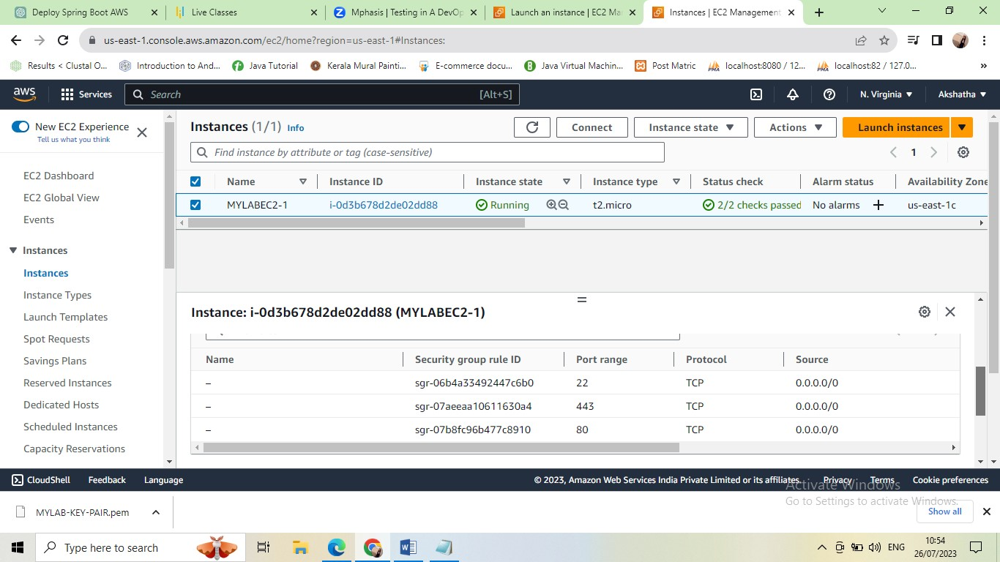 Deploy Spring Boot AWS
Live Classes
Mphasis | Testing in A DevOp
Launch an instance | EC2 Ma
Instances | EC2 Management
us-east-1.console.aws.amazon.com/ec2/home?region=us-east-1#Instances:
Results < Clustal O...
Introduction to And...
Java Tutorial
Kerala Mural Painti...
E-commerce docu...
Java Virtual Machin...
Post Matric
localhost:8080 / 12...
localhost:82 / 127.0...
»
aws
Services
Search
[Alt+S]
N. Virginia
Akshatha
New EC2 Experience
Tell us what you think
EC2 Dashboard
EC2 Global View
Events
Instances
Instances
Instance Types
Launch Templates
Spot Requests
Savings Plans
Reserved Instances
Dedicated Hosts
Scheduled Instances
Capacity Reservations
Instances (1/1) Info
Connect
Instance state
Actions
Launch instances
Find instance by attribute or tag (case-sensitive)
1
Name Instance ID Instance state Instance type Status check Alarm status Availability Zone
MYLABEC2-1 i-0d3b678d2de02dd88 Running t2.micro 2/2 checks passed No alarms us-east-1c
Instance: i-0d3b678d2de02dd88 (MYLABEC2-1)
Name Security group rule ID Port range Protocol Source
– sgr-06b4a33492447c6b0 22 TCP 0.0.0.0/0
– sgr-07aeeaa10611630a4 443 TCP 0.0.0.0/0
– sgr-07b8fc96b477c8910 80 TCP 0.0.0.0/0
CloudShell
Feedback
Language
© 2023, Amazon Web Services India Private Limited or its affiliates.
Privacy
Terms
Cookie preferences
Activate Windows
Go to Settings to activate Windows.
MYLAB-KEY-PAIR.pem
Show all
Type here to search
ENG
10:54
26/07/2023